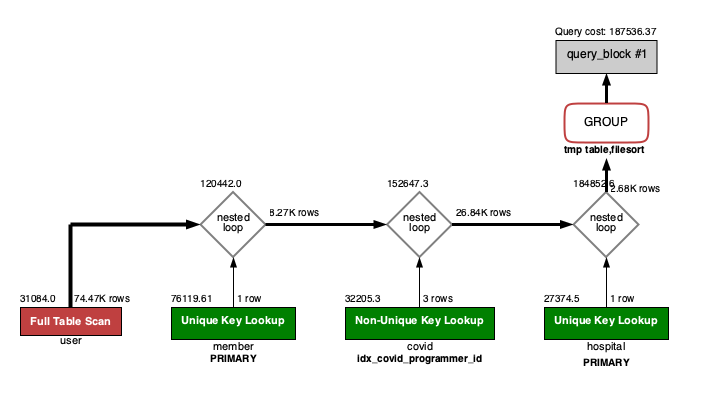 Query cost: 187536.37
query_block #1
GROUP
tmp table,filesort
120442.0
152647.3
184852.6
2.68K rows
nested
loop
8.27K rows
nested
loop
26.84K rows
nested
loop
31084.0
74.47K rows
76119.61
1 row
32205.3
3 rows
27374.5
1 row
Full Table Scan
Unique Key Lookup
Non-Unique Key Lookup
Unique Key Lookup
user
member
covid
hospital
PRIMARY
idx_covid_programmer_id
PRIMARY